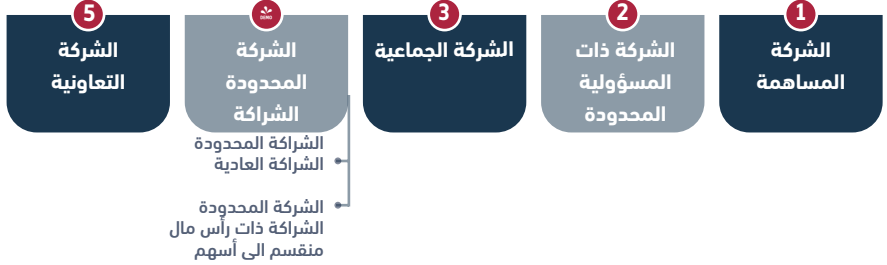 1
الشركة
المساهمة
2
الشركة ذات
المسؤولية
المحدودة
3
الشركة الجماعية
الشركة
المحدودة
الشراكة
الشراكة المحدودة
الشراكة العادية
الشركة المحدودة
الشراكة ذات رأس مال
منقسم الى أسهم
5
الشركة
التعاونية